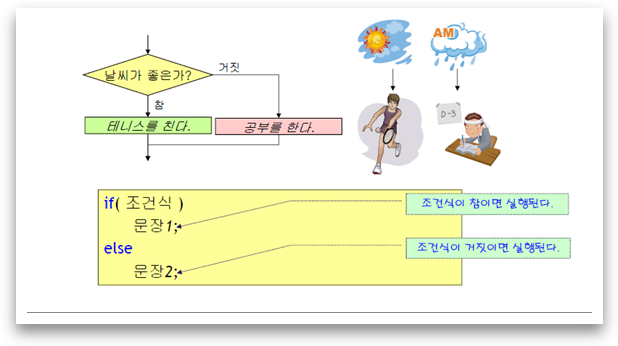 날씨가 좋은가?
거짓
참
테니스를 친다.
공부를 한다.
AM
D-3
if( 조건식 )
문장1;
else
문장2;
조건식이 참이면 실행된다.
조건식이 거짓이면 실행된다.